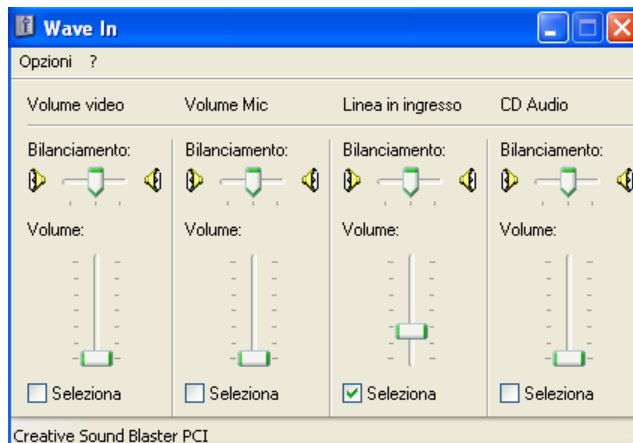 Wave In
Opzioni ?
Volume video Volume Mic Linea in ingresso CD Audio
Bilanciamento: Bilanciamento: Bilanciamento: Bilanciamento:
Volume: Volume: Volume: Volume:
Seleziona Seleziona Seleziona Seleziona
Creative Sound Blaster PCI